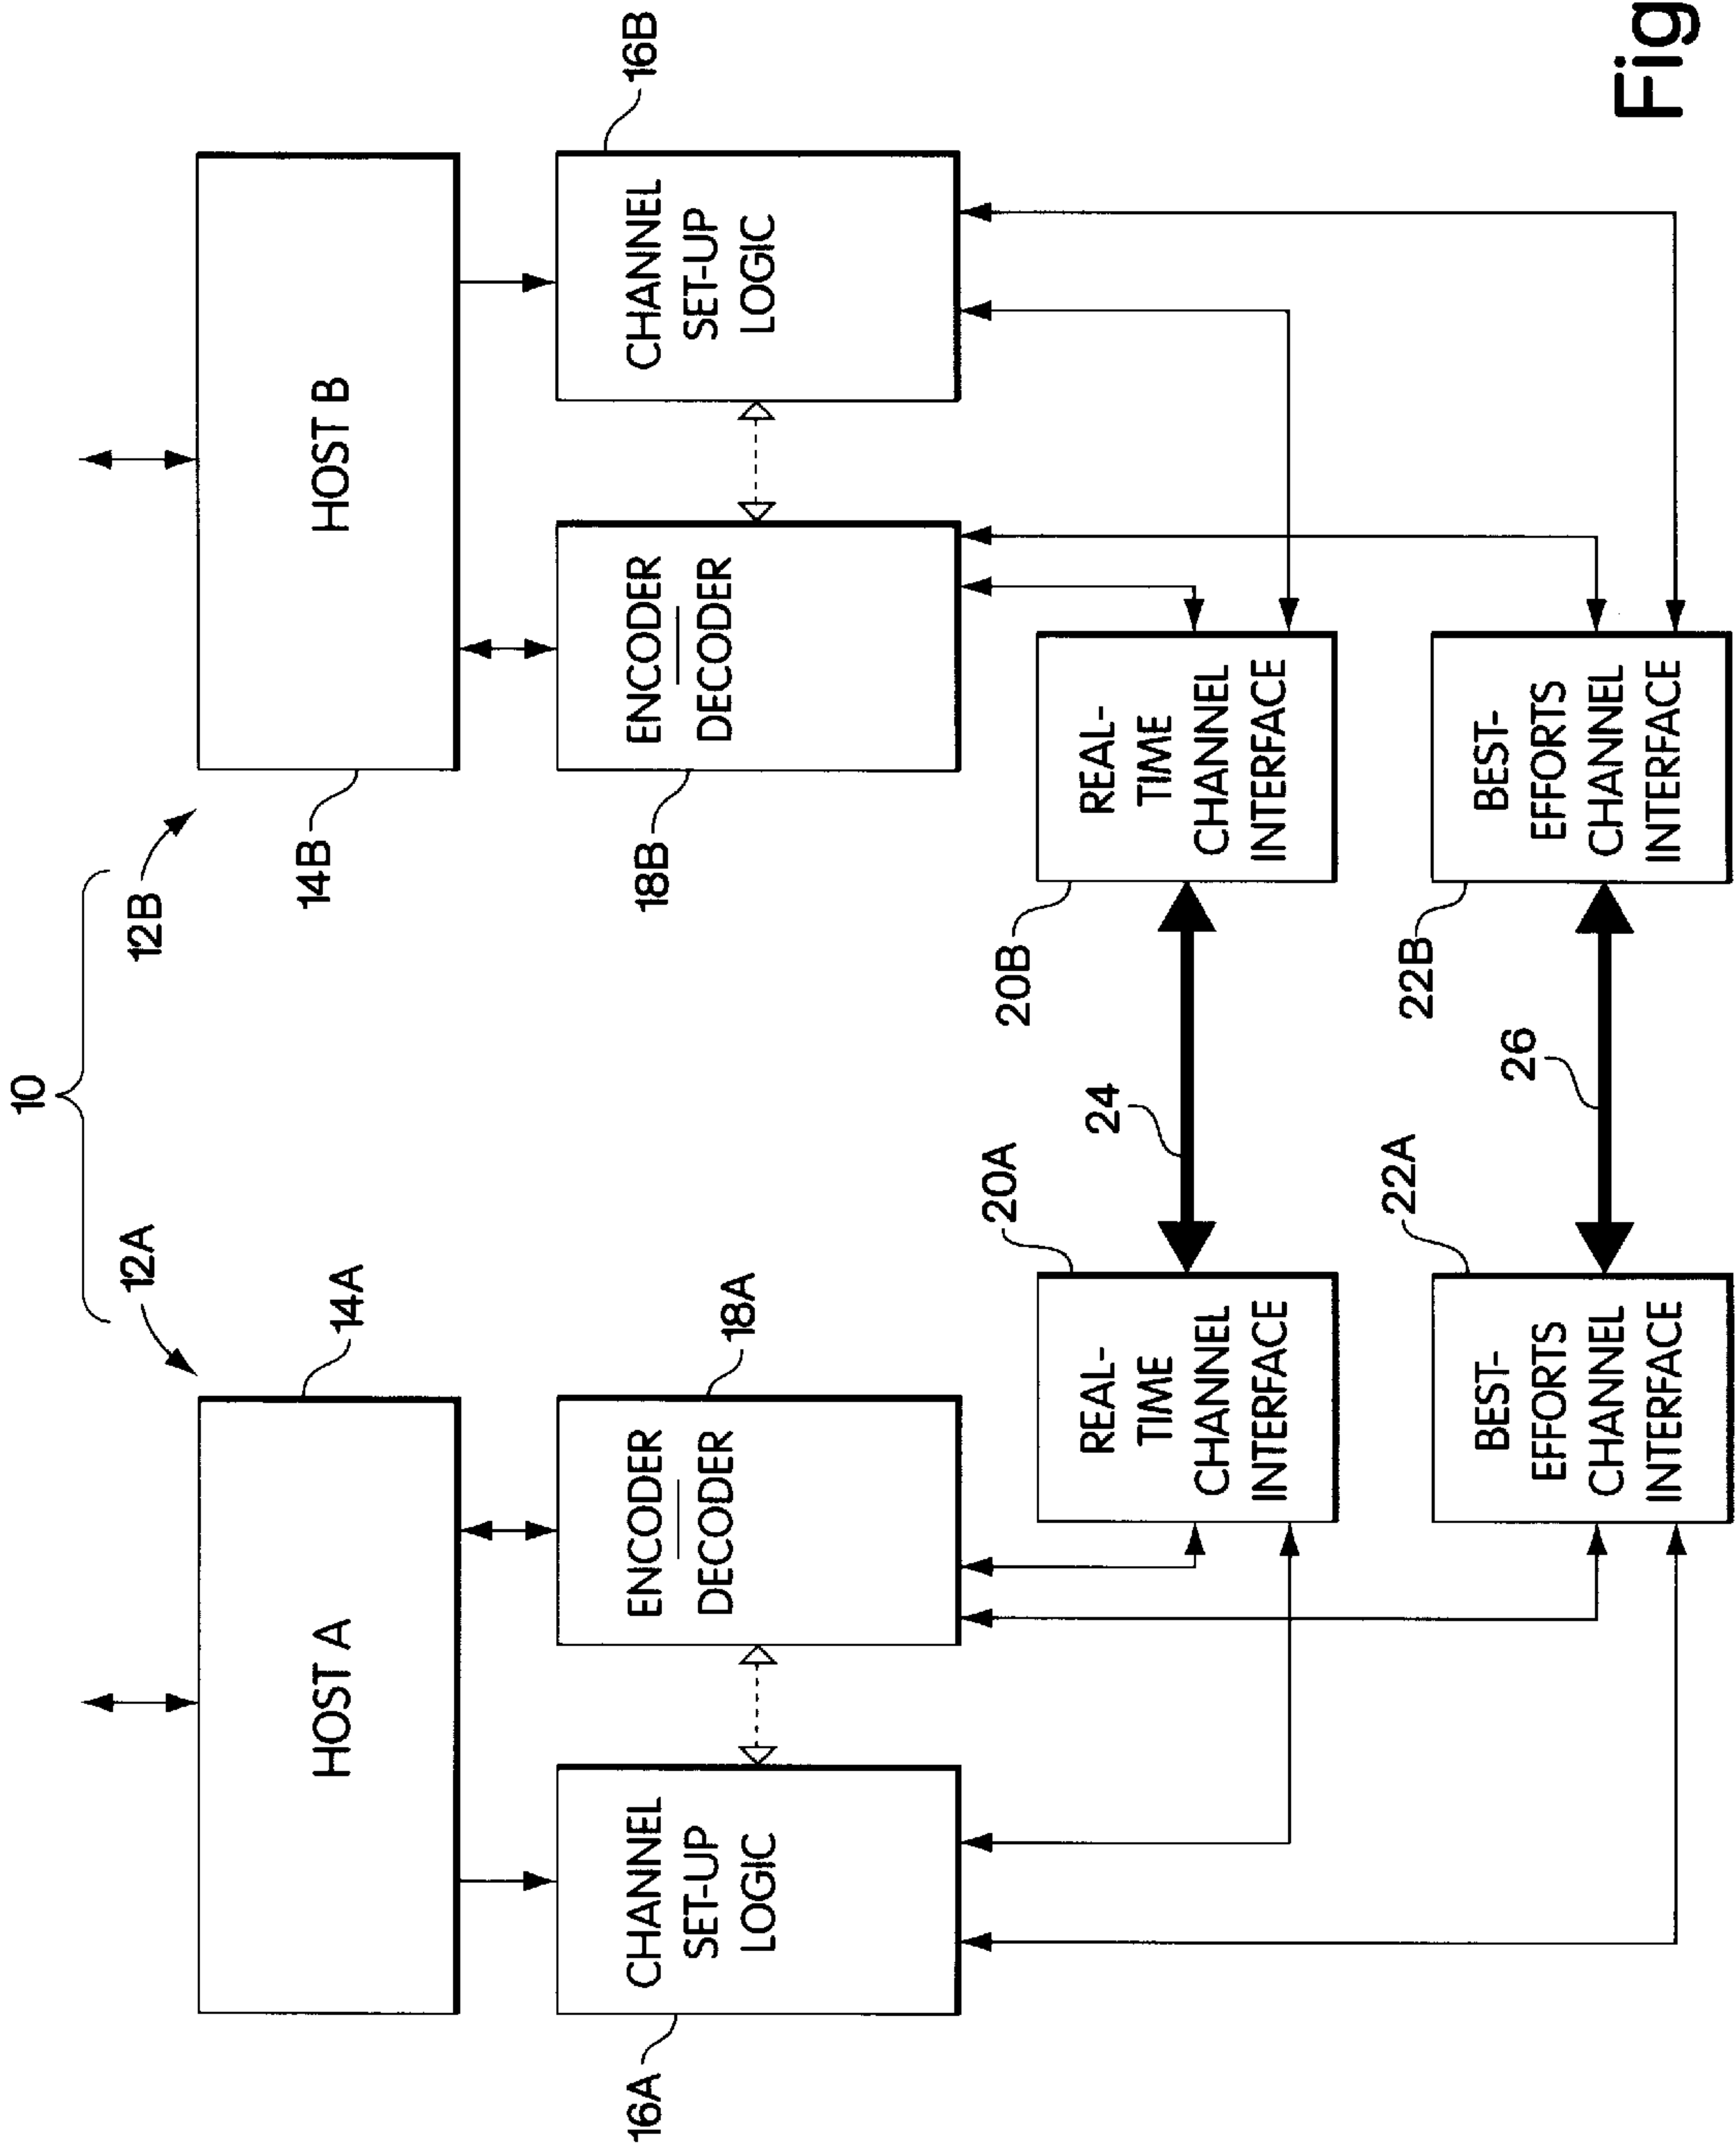 10
12A
12B
14A
14B
HOST A
HOST B
16A
18A
18B
16B
CHANNEL
SET-UP
LOGIC
ENCODER
DECODER
ENCODER
DECODER
CHANNEL
SET-UP
LOGIC
20A
24
20B
REAL-
TIME
CHANNEL
INTERFACE
REAL-
TIME
CHANNEL
INTERFACE
22A
26
22B
BEST-
EFFORTS
CHANNEL
INTERFACE
BEST-
EFFORTS
CHANNEL
INTERFACE
Fig